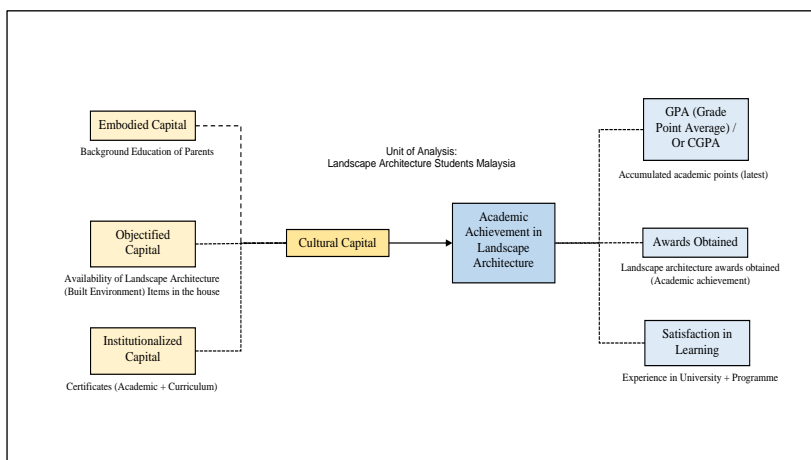 Embodied Capital
Background Education of Parents
Objectified
Capital
Availability of Landscape Architecture
(Built Environment) Items in the house
Institutionalized
Capital
Certificates (Academic + Curriculum)
Unit of Analysis:
Landscape Architecture Students Malaysia
Cultural Capital
Academic
Achievement in
Landscape
Architecture
GPA (Grade
Point Average) /
Or CGPA
Accumulated academic points (latest)
Awards Obtained
Landscape architecture awards obtained
(Academic achievement)
Satisfaction in
Learning
Experience in University + Programme